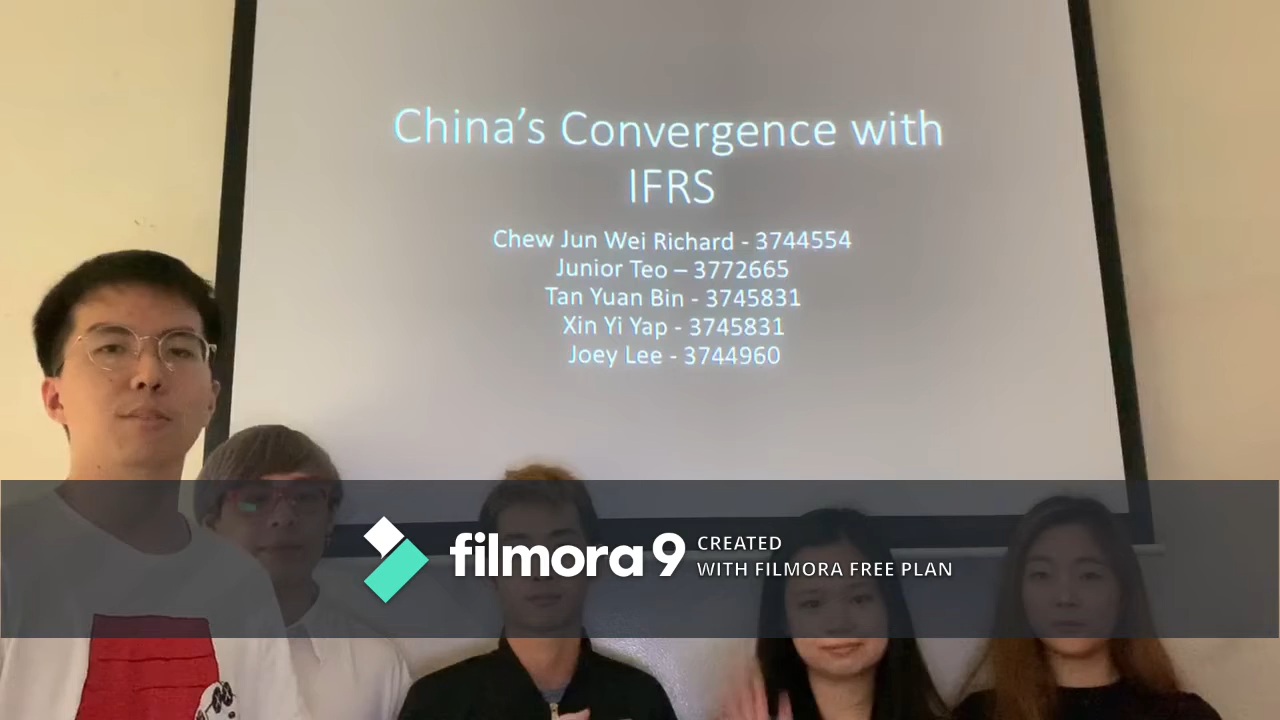 China's Convergence with
IFRS
Chew Jun Wei Richard - 3744554
Junior Teo – 3772665
Tan Yuan Bin - 3745831
Xin Yi Yap - 3745831
Joey Lee - 3744960
filmora 9
CREATED
WITH FILMORA FREE PLAN